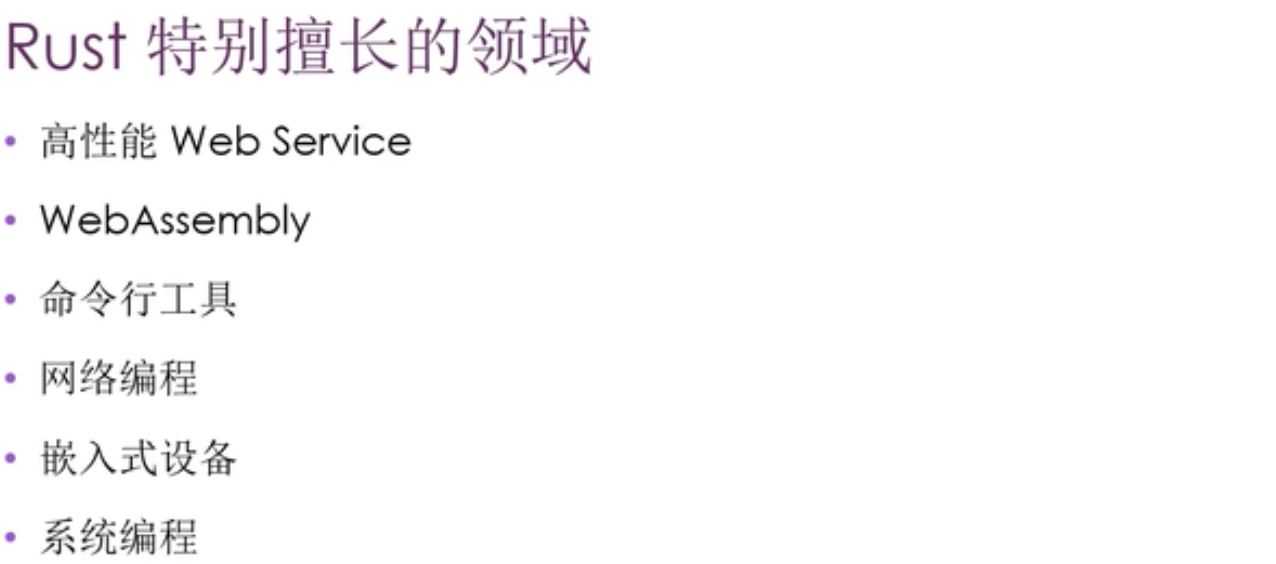 Rust 特别擅长的领域
• 高性能 Web Service
• WebAssembly
• 命令行工具
• 网络编程
• 嵌入式设备
• 系统编程